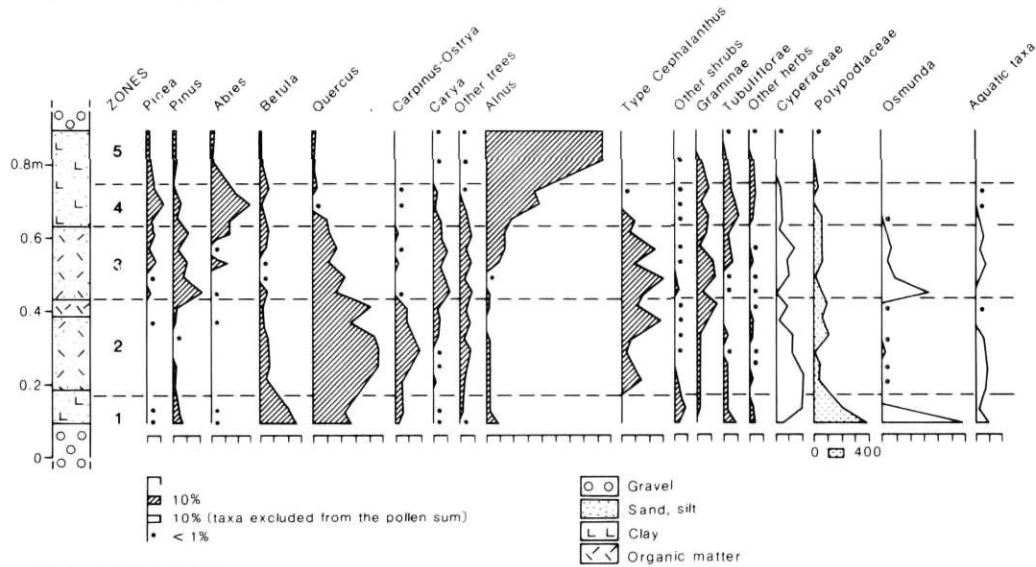 ZONES
Picea
Pinus
Abies
Betula
Quercus
Carpinus-Ostrya
Carya
Other trees
Alnus
Type Cephalanthus
Other shrubs
Graminae
Tubuliflorae
Other herbs
Cyperaceae
Polypodiaceae
Osmunda
Aquatic taxa
0.8m
0.6
0.4
0.2
0
5
4
3
2
1
0 400
10%
10% (taxa excluded from the pollen sum)
< 1%
Gravel
Sand, silt
Clay
Organic matter